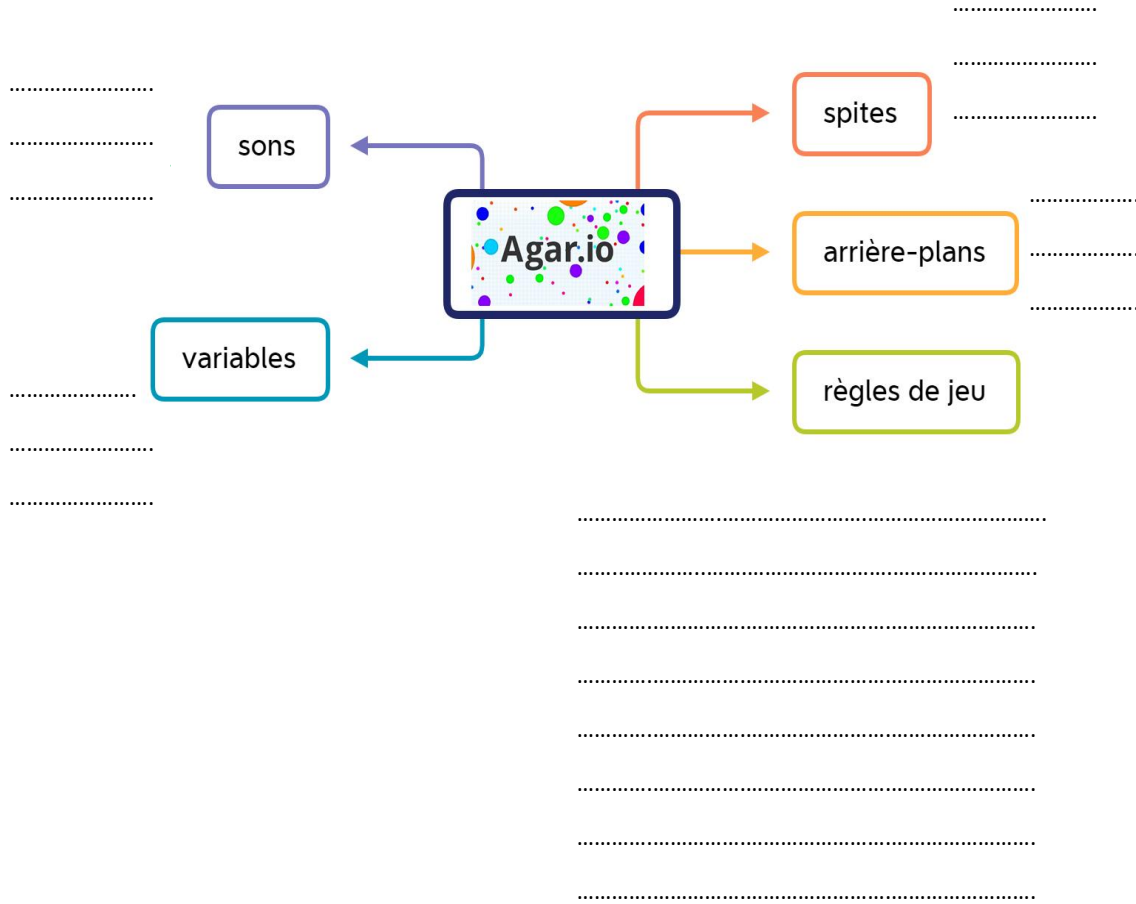 spites
sons
Agar.io
arrière-plans
variables
règles de jeu